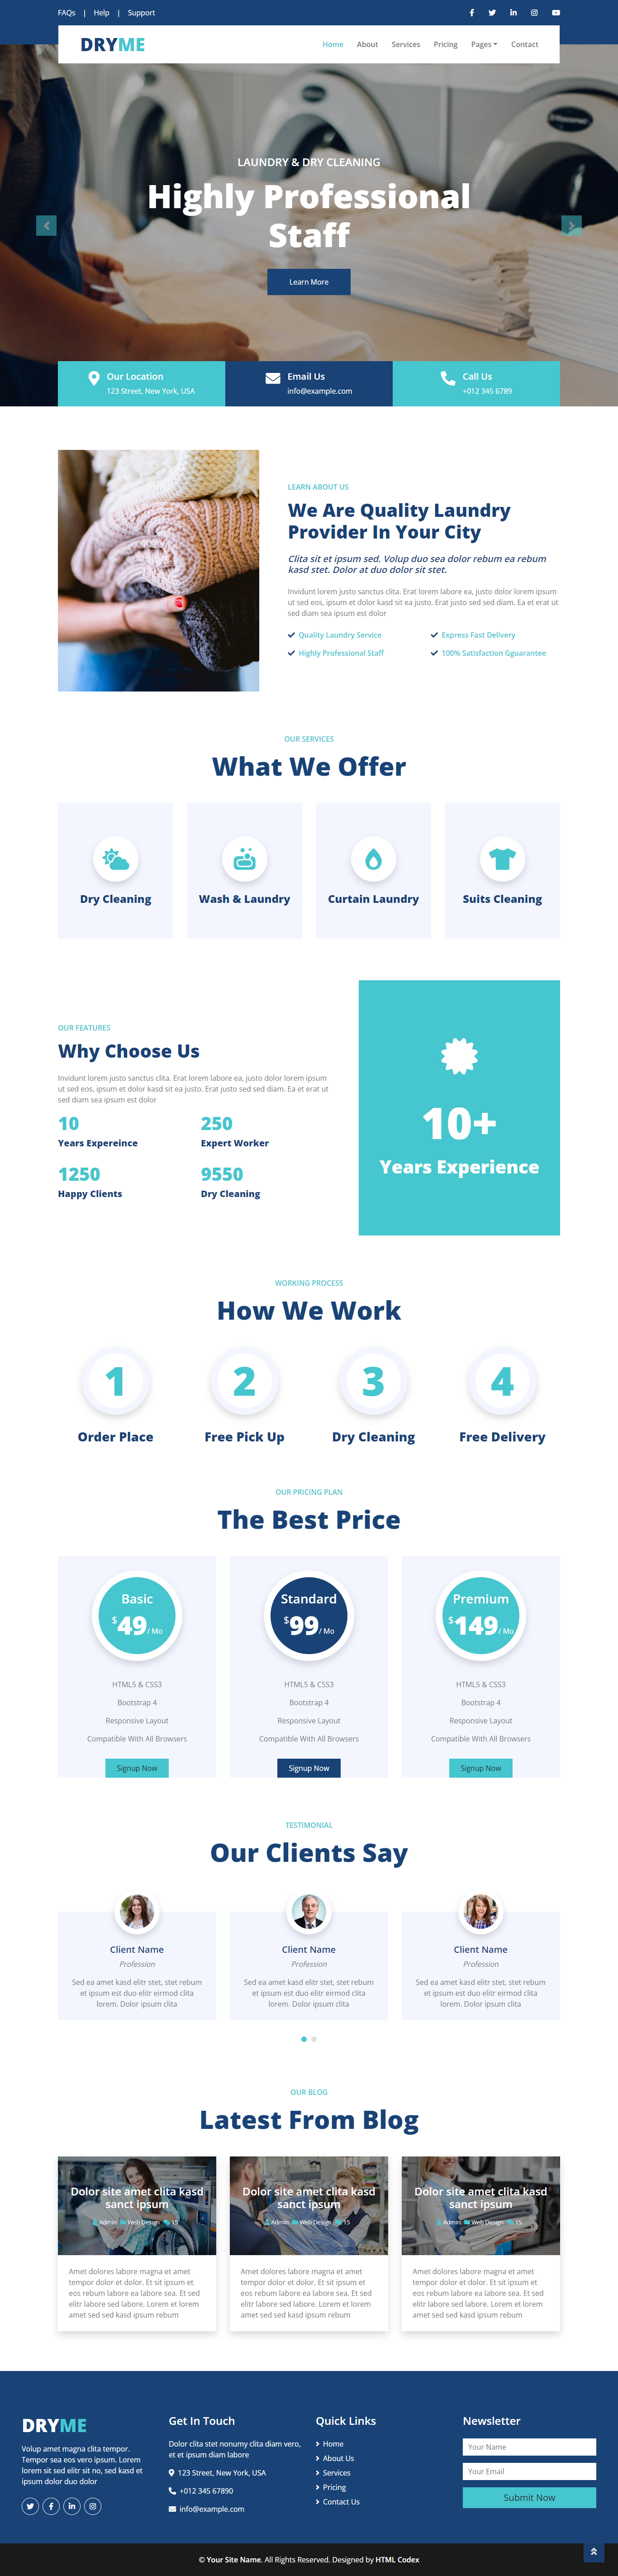 FAQs | Help | Support
DRYME
Home About Services Pricing Pages Contact
LAUNDRY & DRY CLEANING
Highly Professional
Staff
Learn More
Our Location
123 Street, New York, USA
Email Us
info@example.com
Call Us
+012 345 6789
LEARN ABOUT US
We Are Quality Laundry
Provider In Your City
Clita sit et ipsum sed. Volup duo sea dolor rebum ea rebum
kasd stet. Dolor at duo dolor sit stet.
Invidunt lorem justo sanctus clita. Erat lorem labore ea, justo dolor lorem ipsum
ut sed eos, ipsum et dolor kasd sit ea justo. Erat justo sed sed diam. Ea et erat ut
sed diam sea ipsum est dolor
Quality Laundry Service
Express Fast Delivery
Highly Professional Staff
100% Satisfaction Gguarantee
OUR SERVICES
What We Offer
Dry Cleaning
Wash & Laundry
Curtain Laundry
Suits Cleaning
OUR FEATURES
Why Choose Us
Invidunt lorem justo sanctus clita. Erat lorem labore ea, justo dolor lorem ipsum
ut sed eos, ipsum et dolor kasd sit ea justo. Erat justo sed sed diam. Ea et erat ut
sed diam sea ipsum est dolor
10
Years Expereince
250
Expert Worker
1250
Happy Clients
9550
Dry Cleaning
10+
Years Experience
WORKING PROCESS
How We Work
1
Order Place
2
Free Pick Up
3
Dry Cleaning
4
Free Delivery
OUR PRICING PLAN
The Best Price
Basic
$49/ Mo
HTML5 & CSS3
Bootstrap 4
Responsive Layout
Compatible With All Browsers
Signup Now
Standard
$99/ Mo
HTML5 & CSS3
Bootstrap 4
Responsive Layout
Compatible With All Browsers
Signup Now
Premium
$149/ Mo
HTML5 & CSS3
Bootstrap 4
Responsive Layout
Compatible With All Browsers
Signup Now
TESTIMONIAL
Our Clients Say
Client Name
Profession
Sed ea amet kasd elitr stet, stet rebum
et ipsum est duo elitr eirmod clita
lorem. Dolor ipsum clita
Client Name
Profession
Sed ea amet kasd elitr stet, stet rebum
et ipsum est duo elitr eirmod clita
lorem. Dolor ipsum clita
Client Name
Profession
Sed ea amet kasd elitr stet, stet rebum
et ipsum est duo elitr eirmod clita
lorem. Dolor ipsum clita
OUR BLOG
Latest From Blog
Dolor site amet clita kasd
sanct ipsum
Admin Web Design 15
Amet dolores labore magna et amet
tempor dolor et dolor. Et sit ipsum et
eos rebum labore ea labore sea. Et sed
elitr labore sed labore. Lorem et lorem
amet sed sed kasd ipsum rebum
Dolor site amet clita kasd
sanct ipsum
Admin Web Design 15
Amet dolores labore magna et amet
tempor dolor et dolor. Et sit ipsum et
eos rebum labore ea labore sea. Et sed
elitr labore sed labore. Lorem et lorem
amet sed sed kasd ipsum rebum
Dolor site amet clita kasd
sanct ipsum
Admin Web Design 15
Amet dolores labore magna et amet
tempor dolor et dolor. Et sit ipsum et
eos rebum labore ea labore sea. Et sed
elitr labore sed labore. Lorem et lorem
amet sed sed kasd ipsum rebum
DRYME
Volup amet magna clita tempor.
Tempor sea eos vero ipsum. Lorem
lorem sit sed elitr sit no, sed kasd et
ipsum dolor duo dolor
Get In Touch
Dolor clita stet nonumy clita diam vero,
et et ipsum diam labore
123 Street, New York, USA
+012 345 67890
info@example.com
Quick Links
Home
About Us
Services
Pricing
Contact Us
Newsletter
Your Name
Your Email
Submit Now
© Your Site Name. All Rights Reserved. Designed by HTML Codex